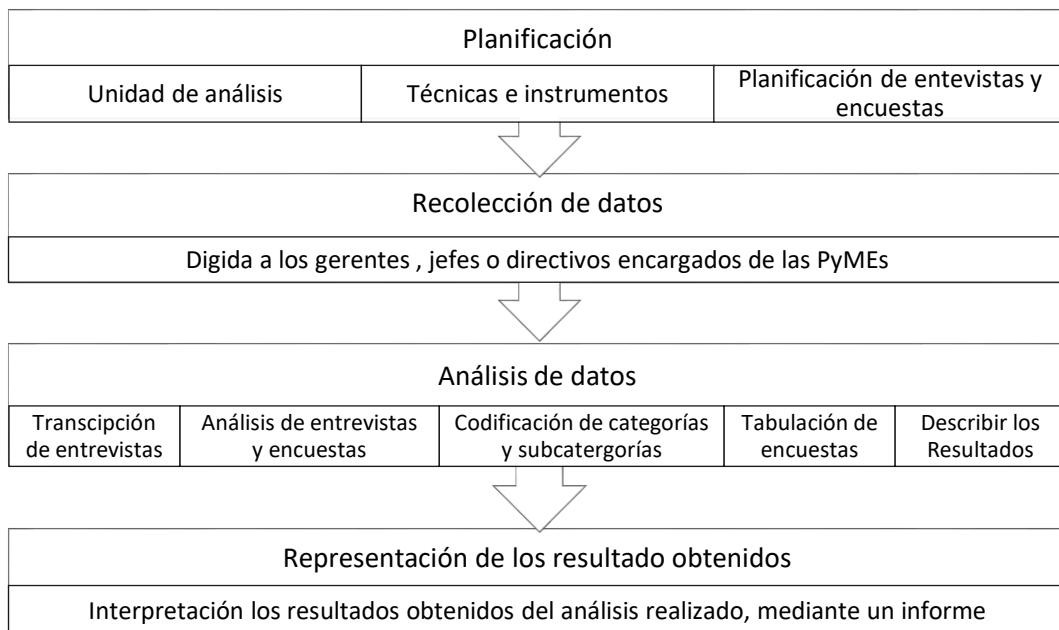 Planificación
Unidad de análisis
Técnicas e instrumentos
Planificación de entevistas y
encuestas
Recolección de datos
Digida a los gerentes , jefes o directivos encargados de las PyMEs
Análisis de datos
Transcipción
de entrevistas
Análisis de entrevistas
y encuestas
Codificación de categorías
y subcatergorías
Tabulación de
encuestas
Describir los
Resultados
Representación de los resultado obtenidos
Interpretación los resultados obtenidos del análisis realizado, mediante un informe